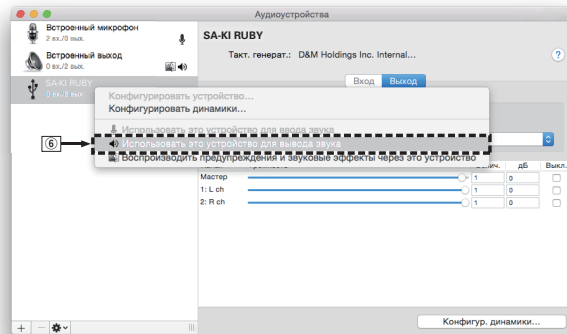 Аудиоустройства
Встроенный микрофон
2 вх./0 вых.
Встроенный выход
0 вх./2 вых.
SA-KI RUBY
0 вх./8 вых.
SA-KI RUBY
Такт. генерат.: D&M Holdings Inc. Internal...
?
Вход Выход
Конфигурировать устройство...
Конфигурировать динамики...
Использовать это устройство для ввода звука
⑥ Использовать это устройство для вывода звука
Воспроизводить предупреждения и звуковые эффекты через это устройство
дБ Выкл.
Мастер 1 0
1: L ch 1 0
2: R ch 1 0
Конфигур. динамики...